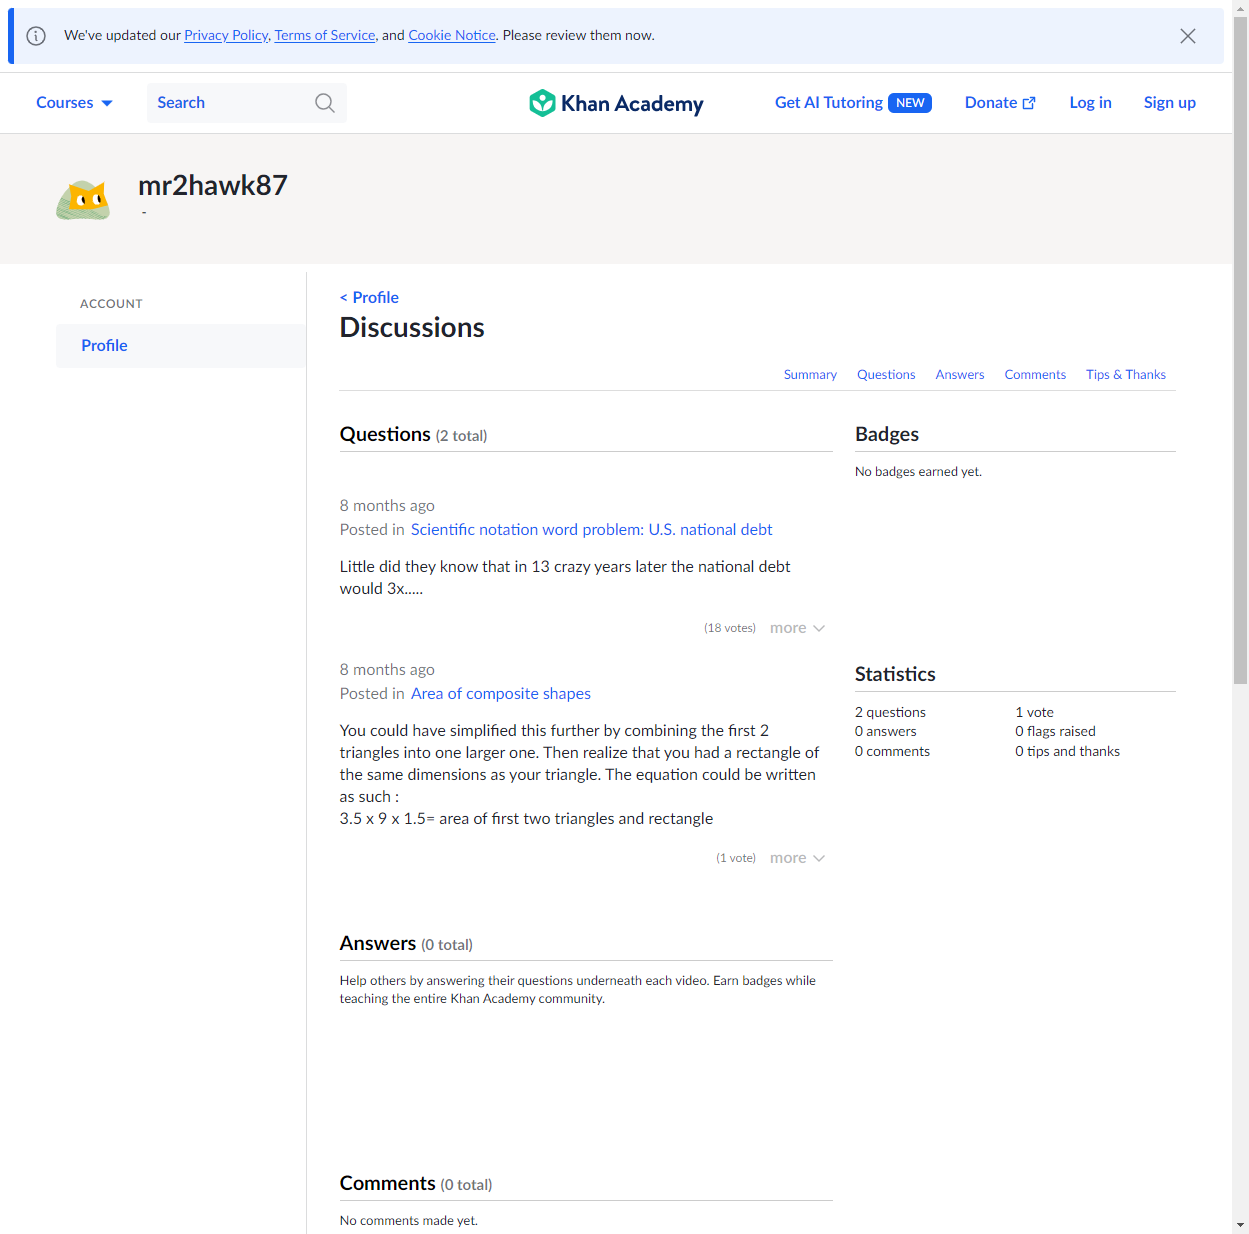 We've updated our Privacy Policy, Terms of Service, and Cookie Notice. Please review them now.
Courses
Search
Khan Academy
Get AI Tutoring NEW
Donate
Log in
Sign up
mr2hawk87
-
ACCOUNT
Profile
< Profile
Discussions
Summary Questions Answers Comments Tips & Thanks
Questions (2 total)
8 months ago
Posted in Scientific notation word problem: U.S. national debt
Little did they know that in 13 crazy years later the national debt
would 3x.....
(18 votes) more
8 months ago
Posted in Area of composite shapes
You could have simplified this further by combining the first 2
triangles into one larger one. Then realize that you had a rectangle of
the same dimensions as your triangle. The equation could be written
as such :
3.5 x 9 x 1.5= area of first two triangles and rectangle
(1 vote) more
Badges
No badges earned yet.
Statistics
2 questions 1 vote
0 answers 0 flags raised
0 comments 0 tips and thanks
Answers (0 total)
Help others by answering their questions underneath each video. Earn badges while
teaching the entire Khan Academy community.
Comments (0 total)
No comments made yet.